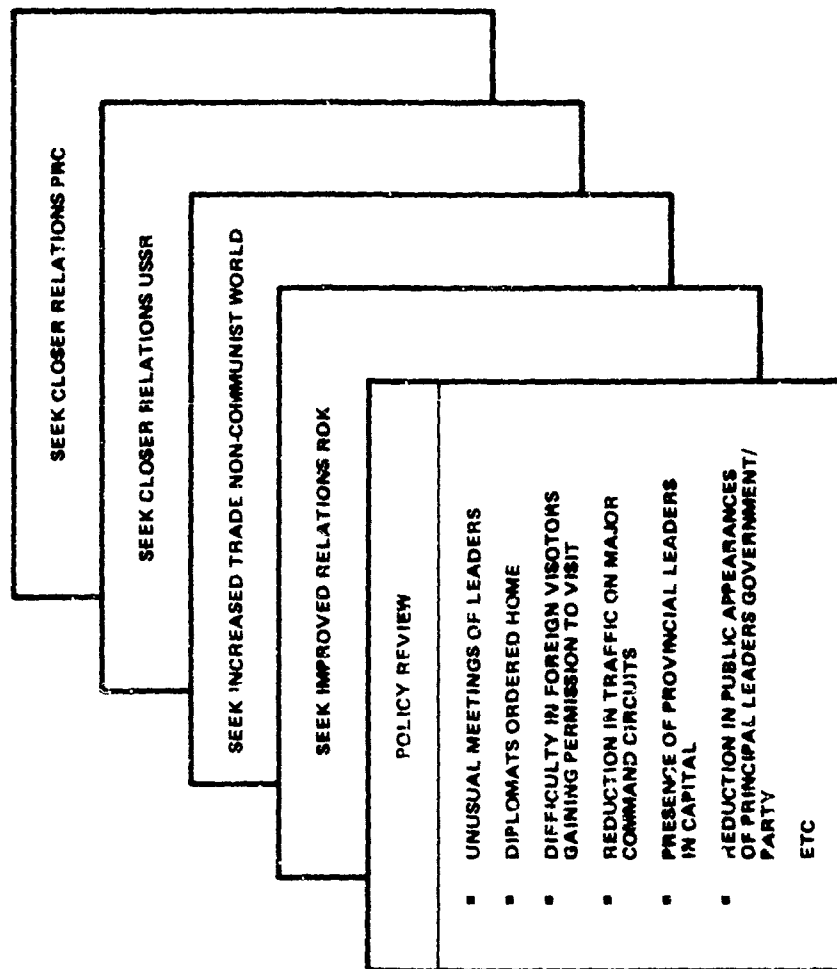 SEEK CLOSER RELATIONS PRC
SEEK CLOSER RELATIONS USSR
SEEK INCREASED TRADE NON-COMMUNIST WORLD
SEEK IMPROVED RELATIONS ROK
POLICY REVIEW
▪ UNUSUAL MEETINGS OF LEADERS
▪ DIPLOMATS ORDERED HOME
▪ DIFFICULTY IN FOREIGN VISOTORS
GAINING PERMISSION TO VISIT
▪ REDUCTION IN TRAFFIC ON MAJOR
COMMAND CIRCUITS
▪ PRESENCE OF PROVINCIAL LEADERS
IN CAPITAL
▪ REDUCTION IN PUBLIC APPEARANCES
OF PRINCIPAL LEADERS GOVERNMENT/
PARTY
ETC